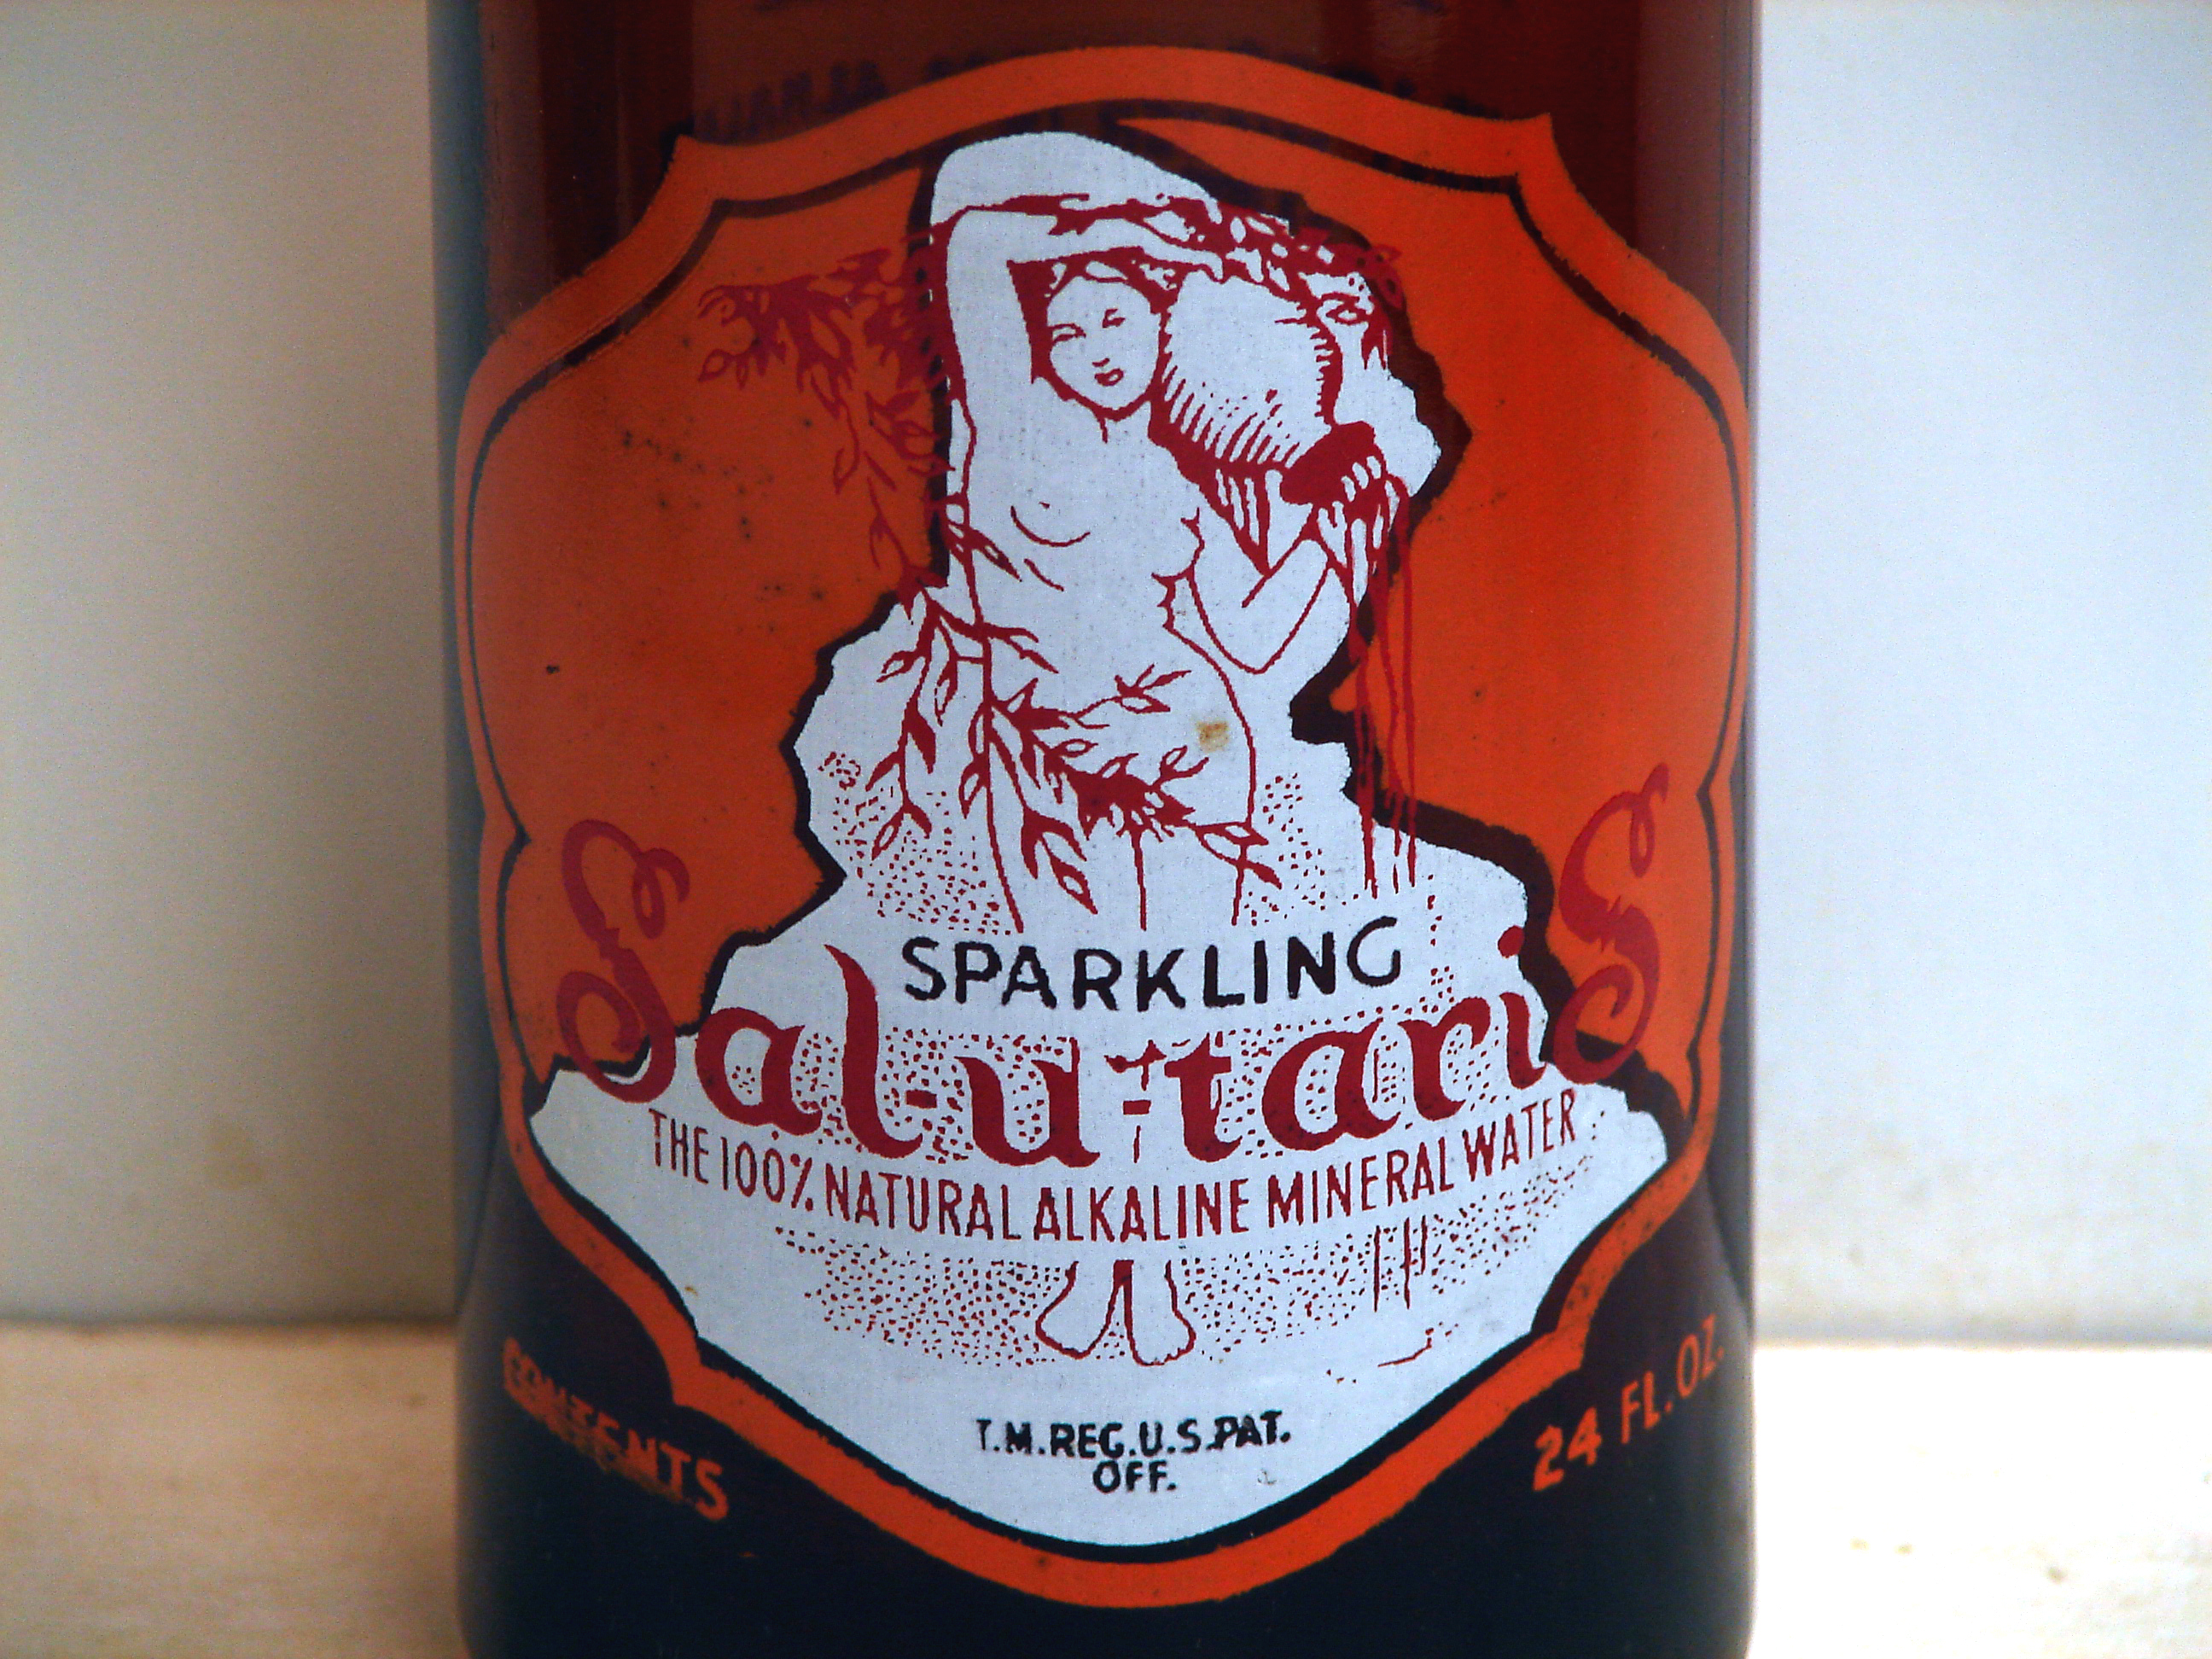 SPARKLING
Sal-u-tariS
THE 100% NATURAL ALKALINE MINERAL WATER
T.M.REG.U.S.PAT.
OFF.
CONTENTS 24 FL.OZ.